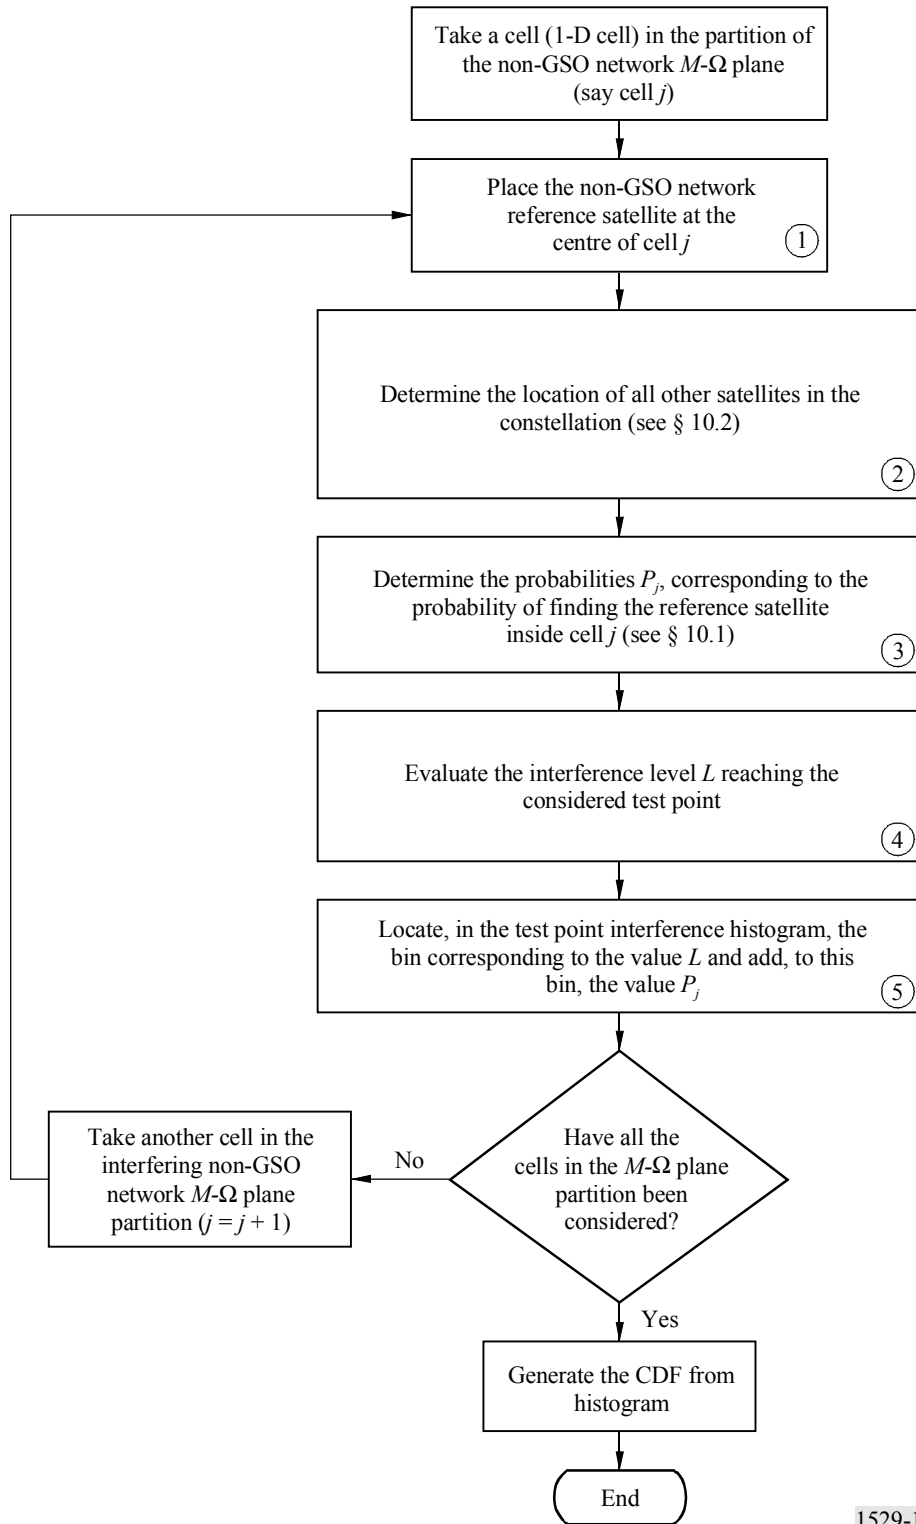 Take a cell (1-D cell) in the partition of
the non-GSO network M-Ω plane
(say cell j)
Place the non-GSO network
reference satellite at the
centre of cell j
1
Determine the location of all other satellites in the
constellation (see § 10.2)
2
Determine the probabilities Pj, corresponding to the
probability of finding the reference satellite
inside cell j (see § 10.1)
3
Evaluate the interference level L reaching the
considered test point
4
Locate, in the test point interference histogram, the
bin corresponding to the value L and add, to this
bin, the value Pj
5
Have all the
cells in the M-Ω plane
partition been
considered?
No
Take another cell in the
interfering non-GSO
network M-Ω plane
partition (j = j + 1)
Yes
Generate the CDF from
histogram
End
1529-1